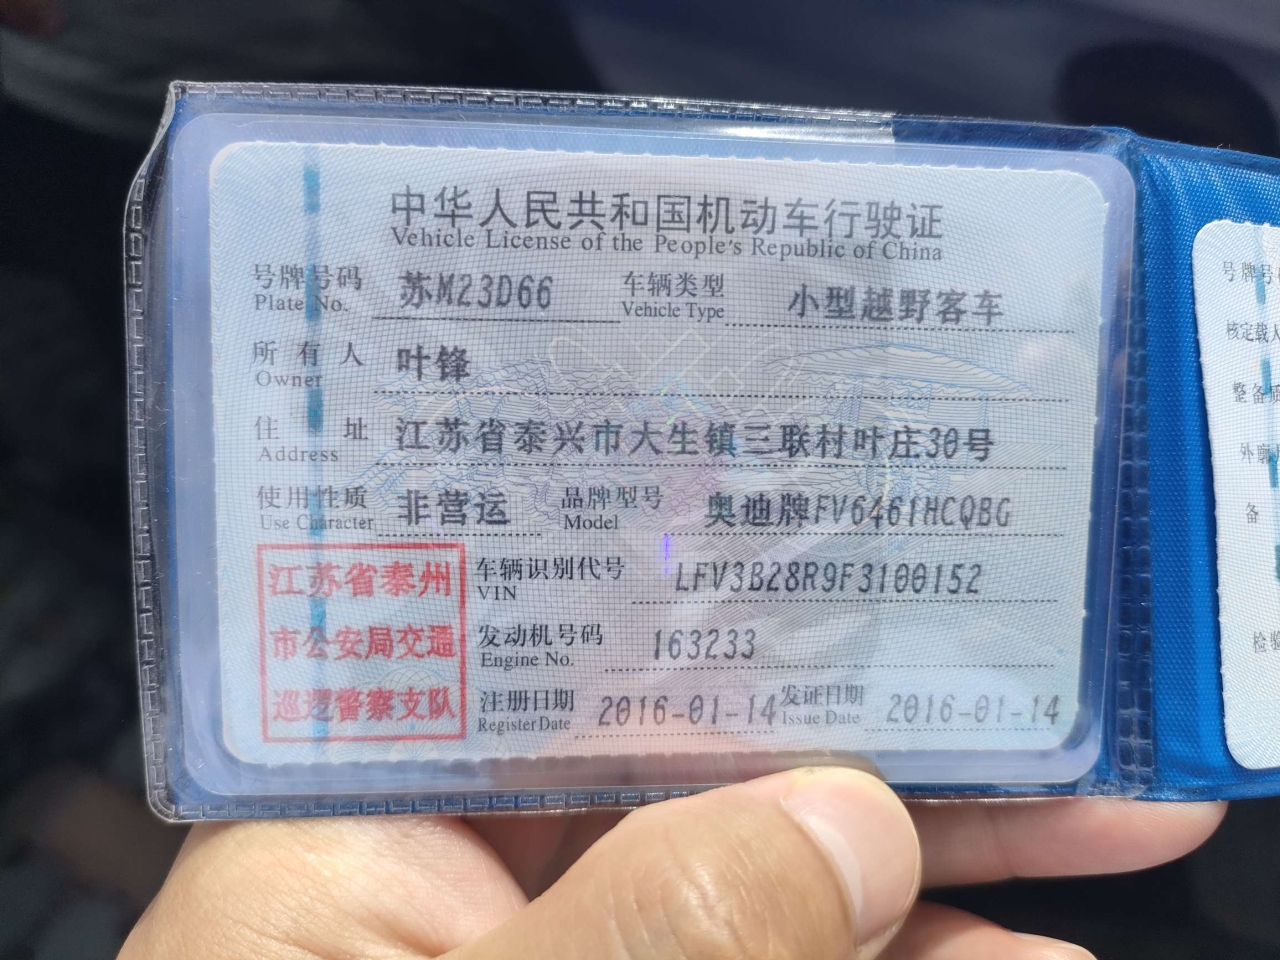 中华人民共和国机动车行驶证
Vehicle License of the People's Republic of China
号牌号码 苏M23D66 车辆类型 小型越野客车
Plate No. Vehicle Type
所有人 叶锋
Owner
住址 江苏省泰兴市大生镇三联村叶庄30号
Address
使用性质 非营运 品牌型号 奥迪牌FV6461HCQBG
Use Character Model
江苏省泰州
市公安局交通
巡逻警察支队
车辆识别代号 LFV3B28R9F3100152
VIN
发动机号码 163233
Engine No.
注册日期 2016-01-14 发证日期 2016-01-14
Register Date Issue Date
号牌号
核定载人
整备质
外廓
备
检验